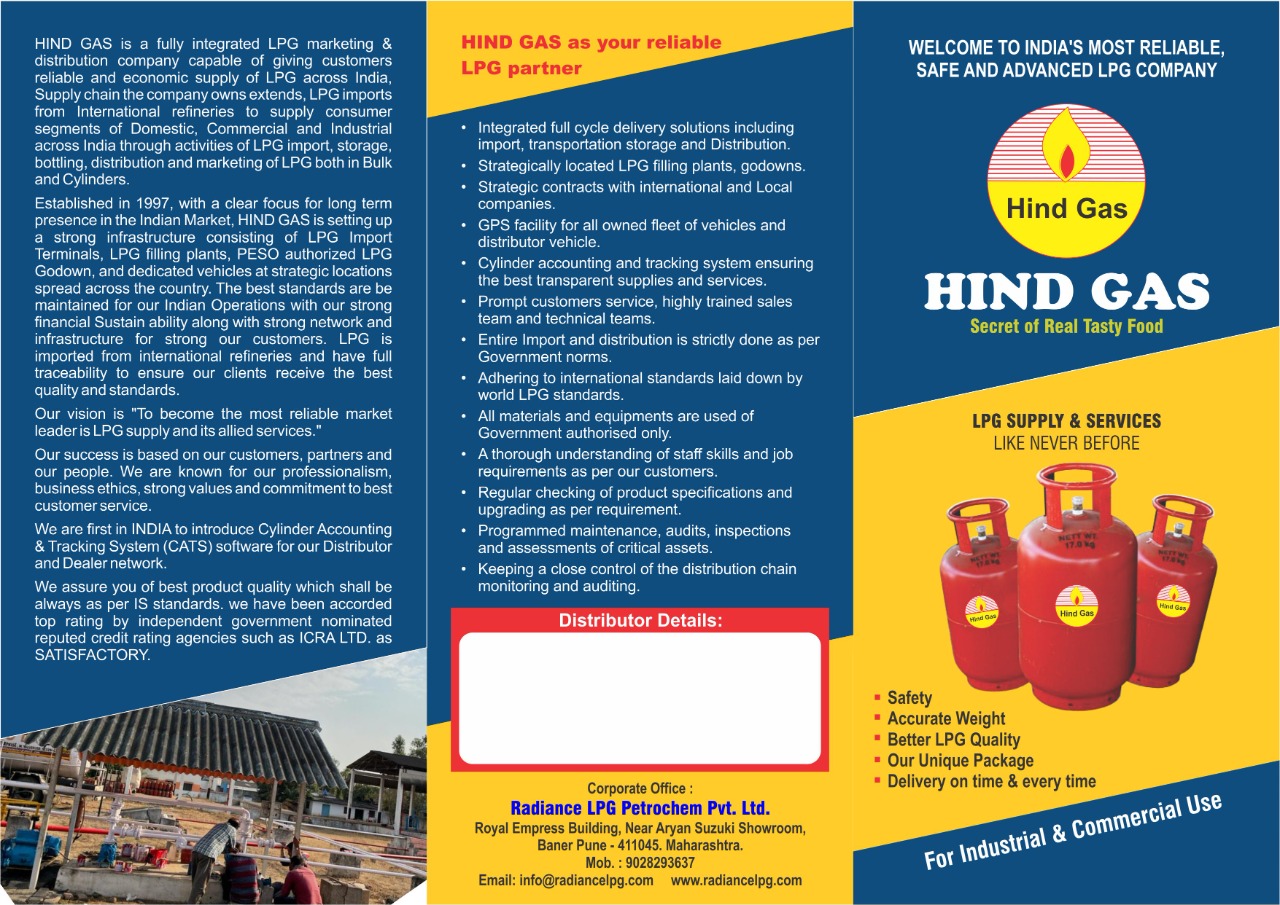 HIND GAS is a fully integrated LPG marketing &
distribution company capable of giving customers
reliable and economic supply of LPG across India,
Supply chain the company owns extends, LPG imports
from International refineries to supply consumer
segments of Domestic, Commercial and Industrial
across India through activities of LPG import, storage,
bottling, distribution and marketing of LPG both in Bulk
and Cylinders.
Established in 1997, with a clear focus for long term
presence in the Indian Market, HIND GAS is setting up
a strong infrastructure consisting of LPG Import
Terminals, LPG filling plants, PESO authorized LPG
Godown, and dedicated vehicles at strategic locations
spread across the country. The best standards are be
maintained for our Indian Operations with our strong
financial Sustain ability along with strong network and
infrastructure for strong our customers. LPG is
imported from international refineries and have full
traceability to ensure our clients receive the best
quality and standards.
Our vision is "To become the most reliable market
leader is LPG supply and its allied services."
Our success is based on our customers, partners and
our people. We are known for our professionalism,
business ethics, strong values and commitment to best
customer service.
We are first in INDIA to introduce Cylinder Accounting
& Tracking System (CATS) software for our Distributor
and Dealer network.
We assure you of best product quality which shall be
always as per IS standards. we have been accorded
top rating by independent government nominated
reputed credit rating agencies such as ICRA LTD. as
SATISFACTORY.
HIND GAS as your reliable
LPG partner
• Integrated full cycle delivery solutions including
import, transportation storage and Distribution.
• Strategically located LPG filling plants, godowns.
• Strategic contracts with international and Local
companies.
• GPS facility for all owned fleet of vehicles and
distributor vehicle.
• Cylinder accounting and tracking system ensuring
the best transparent supplies and services.
• Prompt customers service, highly trained sales
team and technical teams.
• Entire Import and distribution is strictly done as per
Government norms.
• Adhering to international standards laid down by
world LPG standards.
• All materials and equipments are used of
Government authorised only.
• A thorough understanding of staff skills and job
requirements as per our customers.
• Regular checking of product specifications and
upgrading as per requirement.
• Programmed maintenance, audits, inspections
and assessments of critical assets.
• Keeping a close control of the distribution chain
monitoring and auditing.
Distributor Details:
Corporate Office :
Radiance LPG Petrochem Pvt. Ltd.
Royal Empress Building, Near Aryan Suzuki Showroom,
Baner Pune - 411045. Maharashtra.
Mob. : 9028293637
Email: info@radiancelpg.com www.radiancelpg.com
WELCOME TO INDIA'S MOST RELIABLE,
SAFE AND ADVANCED LPG COMPANY
Hind Gas
HIND GAS
Secret of Real Tasty Food
LPG SUPPLY & SERVICES
LIKE NEVER BEFORE
NETT WT.
17.0 kg
NETT WT.
17.0 kg
NETT WT.
17.0 kg
Hind Gas
Hind Gas
Hind Gas
▪ Safety
▪ Accurate Weight
▪ Better LPG Quality
▪ Our Unique Package
▪ Delivery on time & every time
For Industrial & Commercial Use